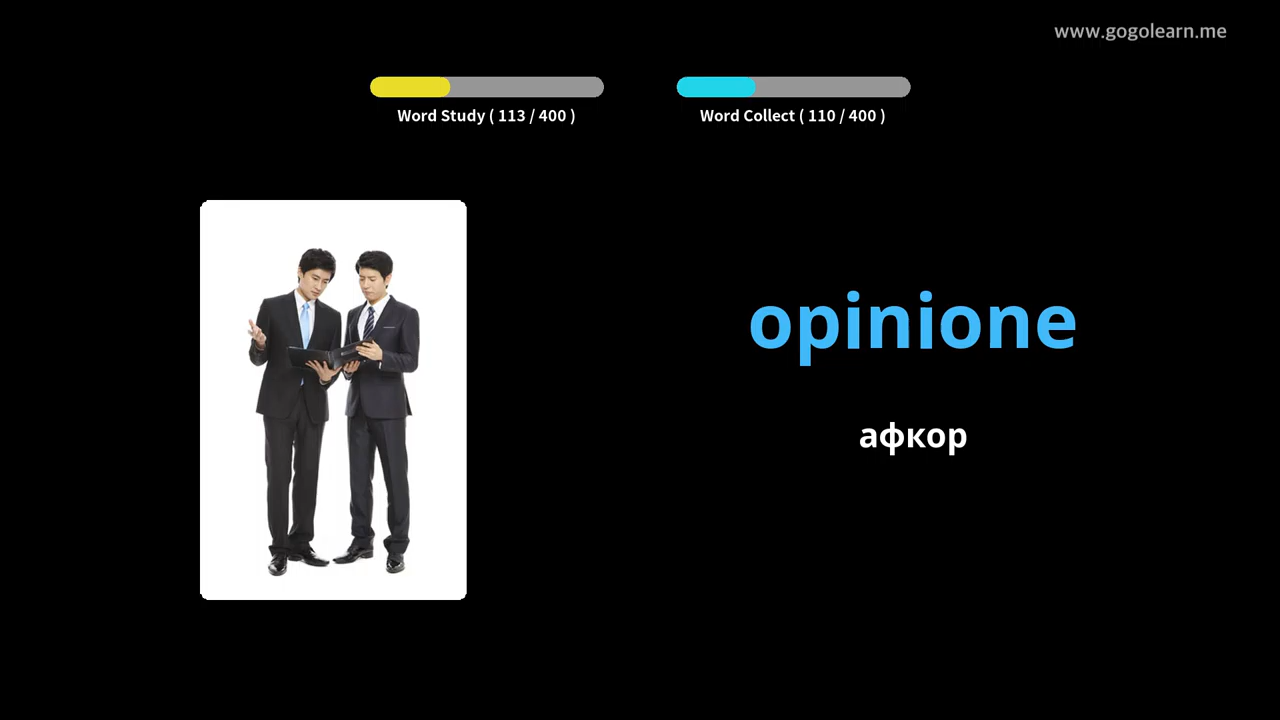 www.gogolearn.me
Word Study ( 113 / 400 )
Word Collect ( 110 / 400 )
opinione
афкор